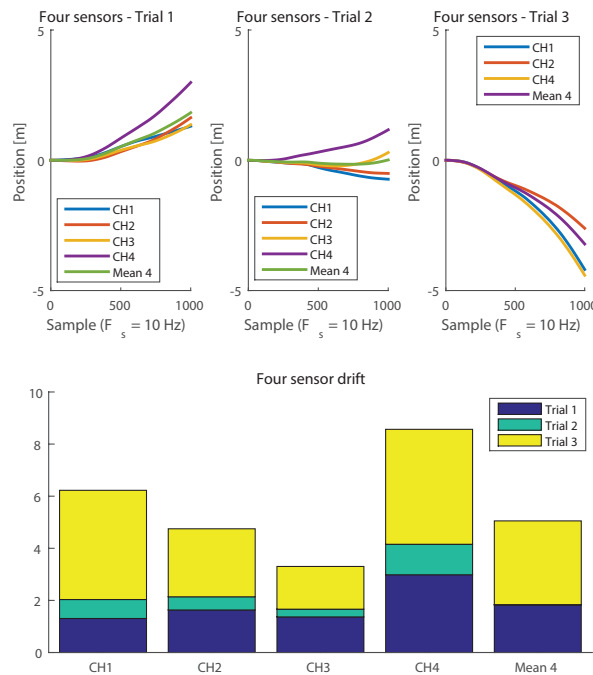 Four sensors - Trial 1
Four sensors - Trial 2
Four sensors - Trial 3
5
0
-5
Position [m]
CH1
CH2
CH3
CH4
Mean 4
0
500
1000
Sample (F s = 10 Hz)
5
0
-5
Position [m]
CH1
CH2
CH3
CH4
Mean 4
0
500
1000
Sample (F s = 10 Hz)
5
0
-5
Position [m]
CH1
CH2
CH4
Mean 4
0
500
1000
Sample (F s = 10 Hz)
Four sensor drift
10
8
6
4
2
0
Trial 1
Trial 2
Trial 3
CH1
CH2
CH3
CH4
Mean 4